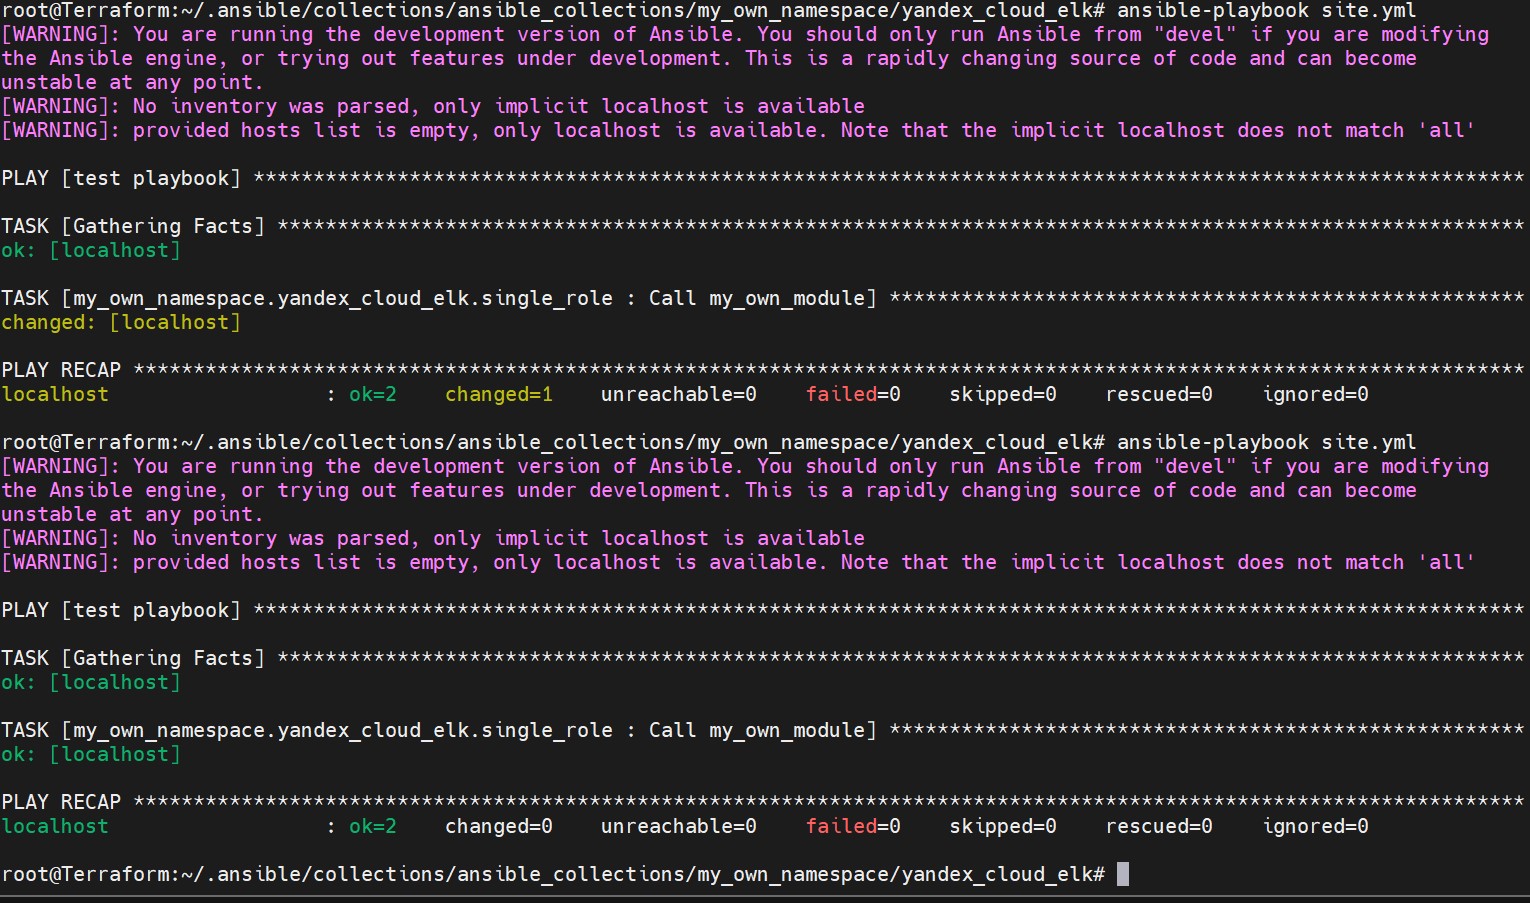 root@Terraform:~/.ansible/collections/ansible_collections/my_own_namespace/yandex_cloud_elk# ansible-playbook site.yml
[WARNING]: You are running the development version of Ansible. You should only run Ansible from "devel" if you are modifying
the Ansible engine, or trying out features under development. This is a rapidly changing source of code and can become
unstable at any point.
[WARNING]: No inventory was parsed, only implicit localhost is available
[WARNING]: provided hosts list is empty, only localhost is available. Note that the implicit localhost does not match 'all'
PLAY [test playbook] **********************************************************************************************************
TASK [Gathering Facts] ********************************************************************************************************
ok: [localhost]
TASK [my_own_namespace.yandex_cloud_elk.single_role : Call my_own_module] *****************************************************
changed: [localhost]
PLAY RECAP ********************************************************************************************************************
localhost                  : ok=2    changed=1    unreachable=0    failed=0    skipped=0    rescued=0    ignored=0
root@Terraform:~/.ansible/collections/ansible_collections/my_own_namespace/yandex_cloud_elk# ansible-playbook site.yml
[WARNING]: You are running the development version of Ansible. You should only run Ansible from "devel" if you are modifying
the Ansible engine, or trying out features under development. This is a rapidly changing source of code and can become
unstable at any point.
[WARNING]: No inventory was parsed, only implicit localhost is available
[WARNING]: provided hosts list is empty, only localhost is available. Note that the implicit localhost does not match 'all'
PLAY [test playbook] **********************************************************************************************************
TASK [Gathering Facts] ********************************************************************************************************
ok: [localhost]
TASK [my_own_namespace.yandex_cloud_elk.single_role : Call my_own_module] *****************************************************
ok: [localhost]
PLAY RECAP ********************************************************************************************************************
localhost                  : ok=2    changed=0    unreachable=0    failed=0    skipped=0    rescued=0    ignored=0
root@Terraform:~/.ansible/collections/ansible_collections/my_own_namespace/yandex_cloud_elk#